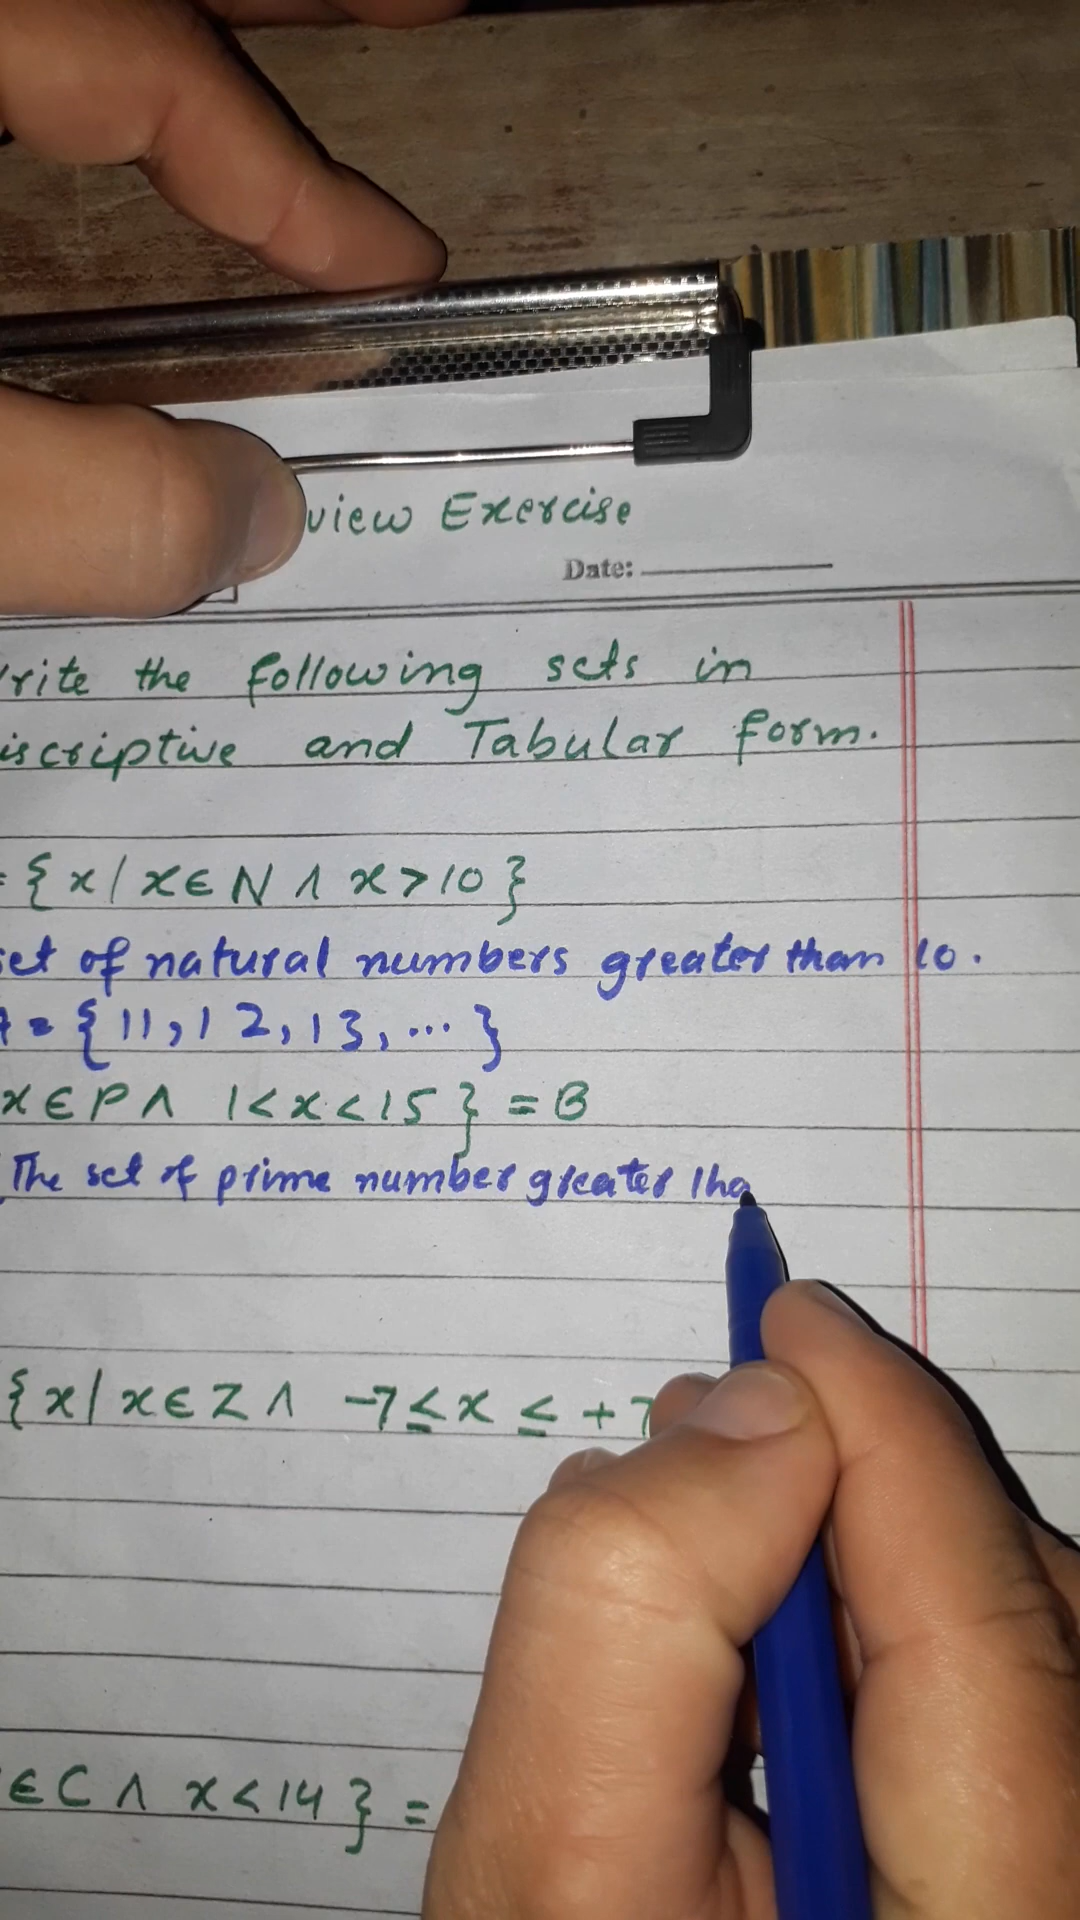 view Exercise
Date:
rite the following sets in
iscriptive and Tabular form.
= {x/x∈N ∧ x>10}
set of natural numbers greater than 10.
A = {11,12,13,...}
x∈P∧ 1<x<15} = B
The set of prime number greater tha
{x/x∈Z∧ -7≤x≤+7
∈C∧ x<14} =